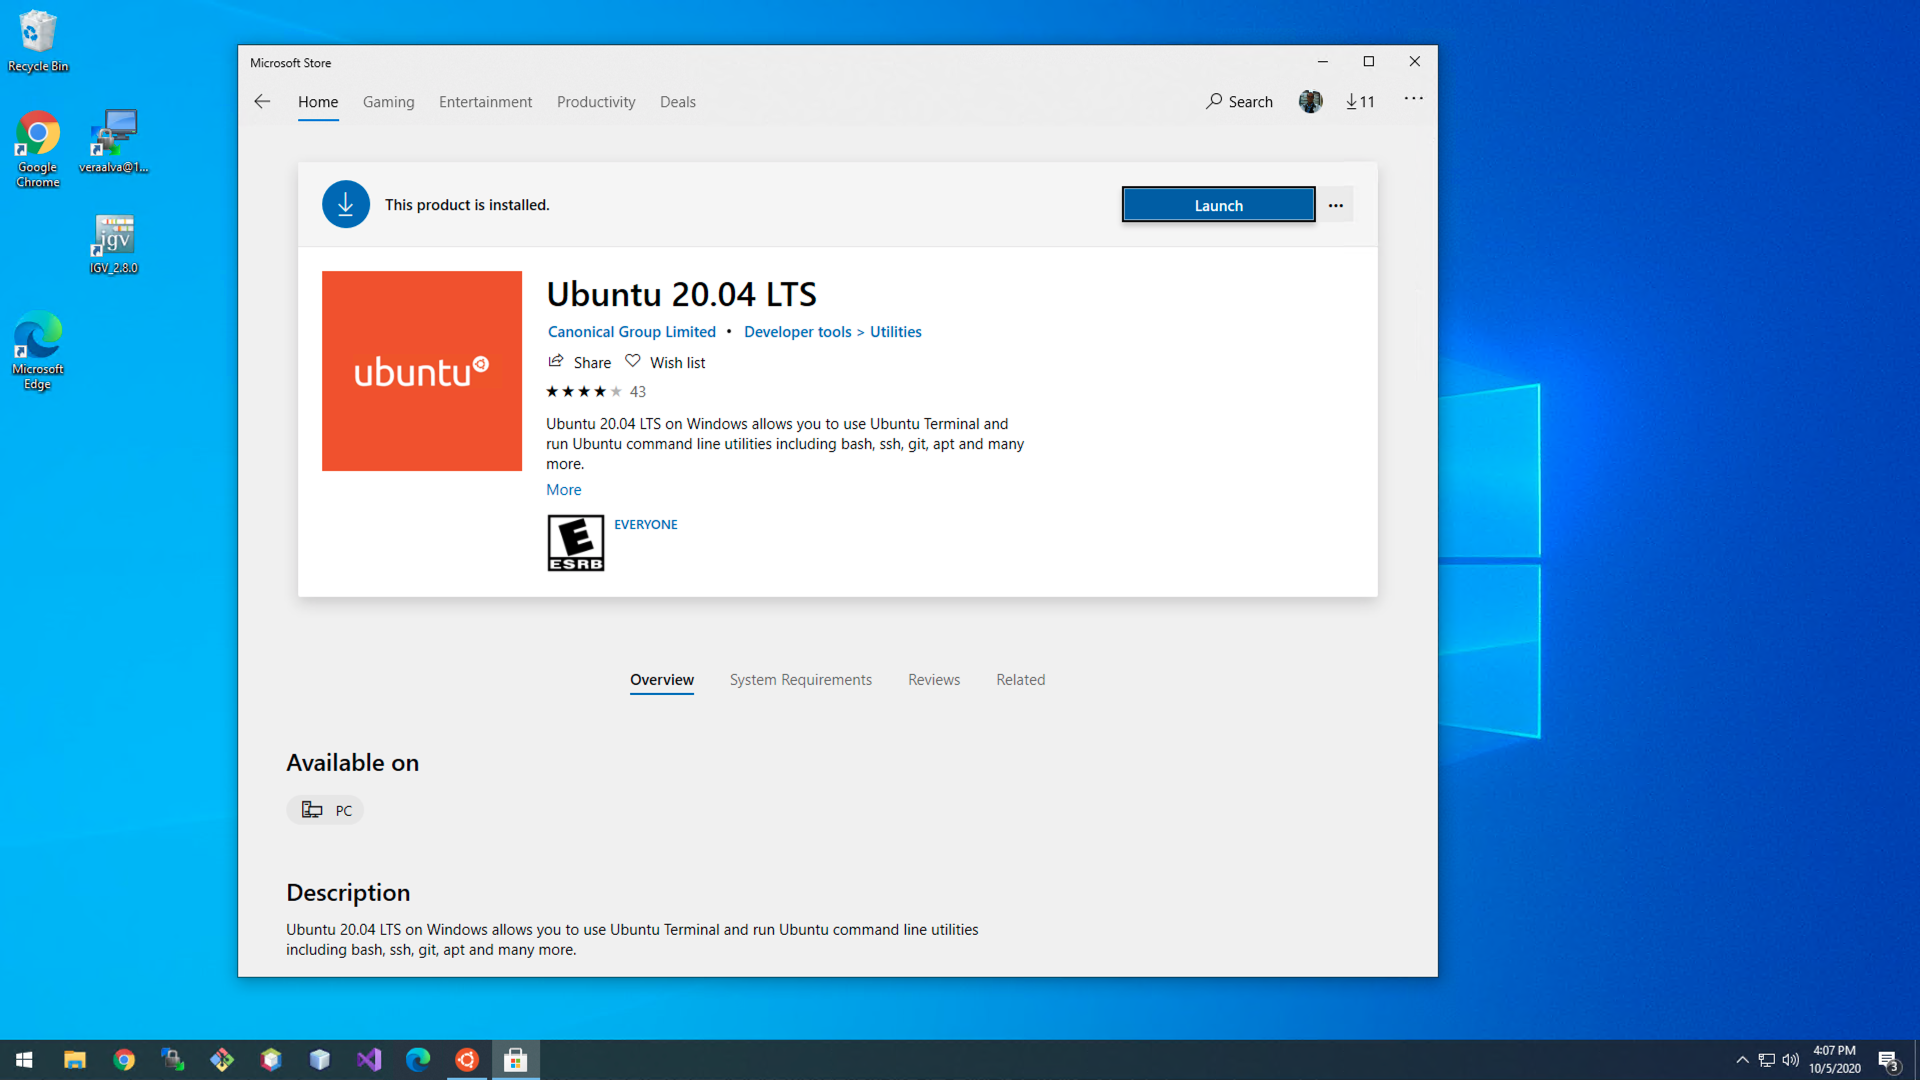 Recycle Bin
Google
Chrome
veraalva@1...
igv
IGV_2.8.0
Microsoft
Edge
Microsoft Store
Home Gaming Entertainment Productivity Deals Search 11 ...
This product is installed.
Launch ...
ubuntu
Ubuntu 20.04 LTS
Canonical Group Limited • Developer tools > Utilities
Share Wish list
43
Ubuntu 20.04 LTS on Windows allows you to use Ubuntu Terminal and
run Ubuntu command line utilities including bash, ssh, git, apt and many
more.
More
E
ESRB
EVERYONE
Overview System Requirements Reviews Related
Available on
PC
Description
Ubuntu 20.04 LTS on Windows allows you to use Ubuntu Terminal and run Ubuntu command line utilities
including bash, ssh, git, apt and many more.
4:07 PM
10/5/2020
3